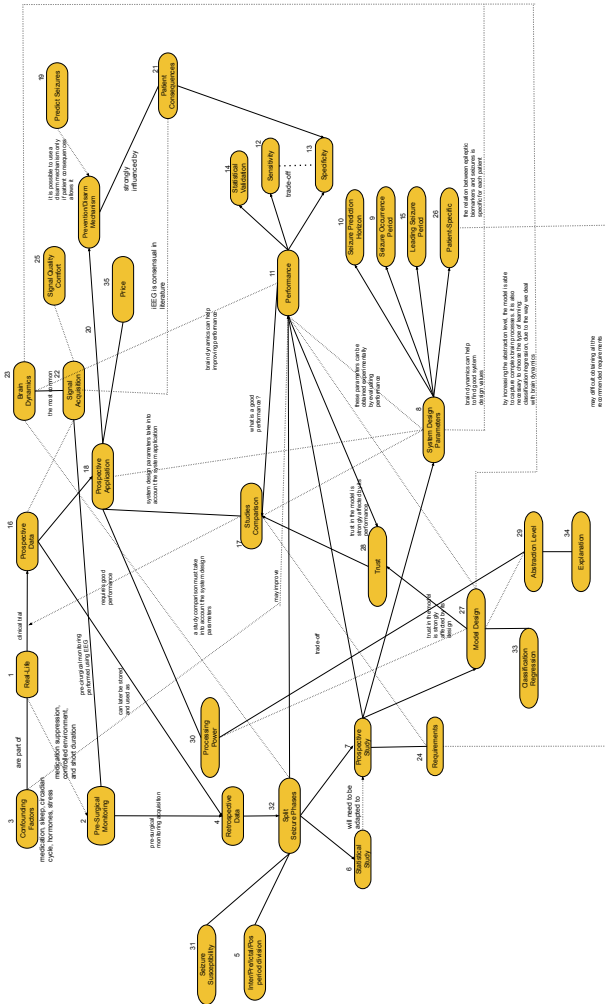 19
Predict Seizures
it is possible to use a
disarm mechanism only
if patient consequences
allows it
21
Patient
Consequences
Prevention/Disarm
Mechanism
strongly
influenced by
25
Signal Quality
Comfort
20
35
Price
iEEG is consensual in
literature
12
Sensitivity
trade-off
13
Specificity
14
Statistical
Validation
10
Seizure Prediction
Horizon
9
Seizure Occurrence
Period
15
Leading Seizure
Period
26
Patient-Specific
the relation between epileptic
biomarkers and seizures is
specific for each patient
23
Brain
Dynamics
the most common
22
Signal
Acquisition
brain dynamics can help
improving performance
11
Performance
these parameters can be
obtained experimentally
by evaluating
performance
what is a good
performance?
8
System Design
Parameters
brain dynamics can help
to find good system
design values
by increasing the abstraction level, the model is able
to capture complex brain processes. it is also
necessary to choose the type of learning:
classification regression, due to the way we deal
with brain dynamics
may difficult obtaining all the
recommended requirements
18
Prospective
Application
system design parameters take into
account the system application
16
Prospective
Data
17
Studies
Comparison
trust in the model is
strongly affected by its
performance
28
Trust
29
Abstraction Level
34
Explanation
clinical trial
requires good
performance
a study comparison must take
into account the system design
parameters
may improve
trade-off
trust in the model
is strongly
affected by its
design
27
Model Design
33
Classification
Regression
1
Real-Life
pre-cirurgial monitoring
performed using EEG
can later be stored
and used as
30
Processing
Power
are part of
medication suppression,
controlled environment,
and short duration
7
Prospective
Study
24
Requirements
3
Confounding
Factors
medication, sleep, circadian
cycle, hormones, stress
2
Pre-Surgical
Monitoring
pre-surgical
monitoring acquisition
4
Retrospective
Data
32
Split
Seizure Phases
will need to be
adapted to
6
Statistical
Study
31
Seizure
Susceptibility
5
Inter/Pre/Ictal/Pos
period division